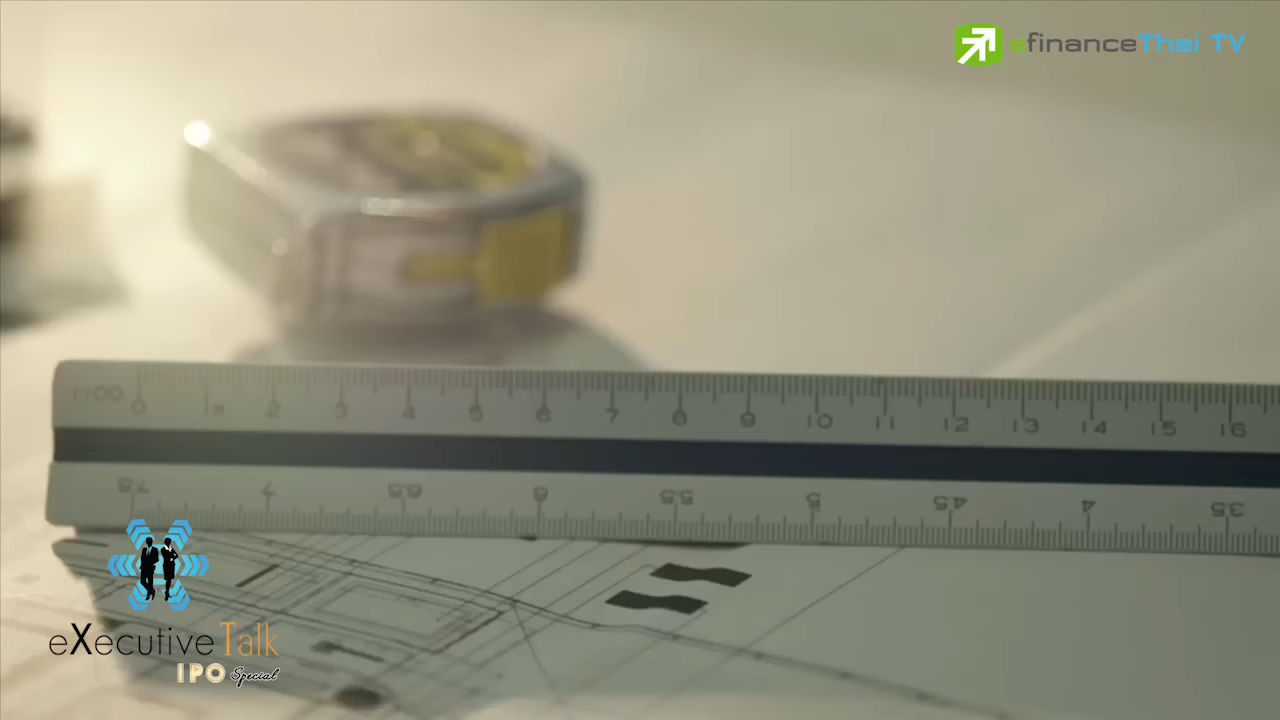 efinanceThai TV
1:100 0 1m 2 3 4 5 6 7 8 9 10 11 12 13 14 15 16
7.5 7 6.5 6 5.5 5 4.5 4 3.5
eXecutive Talk
IPO Special